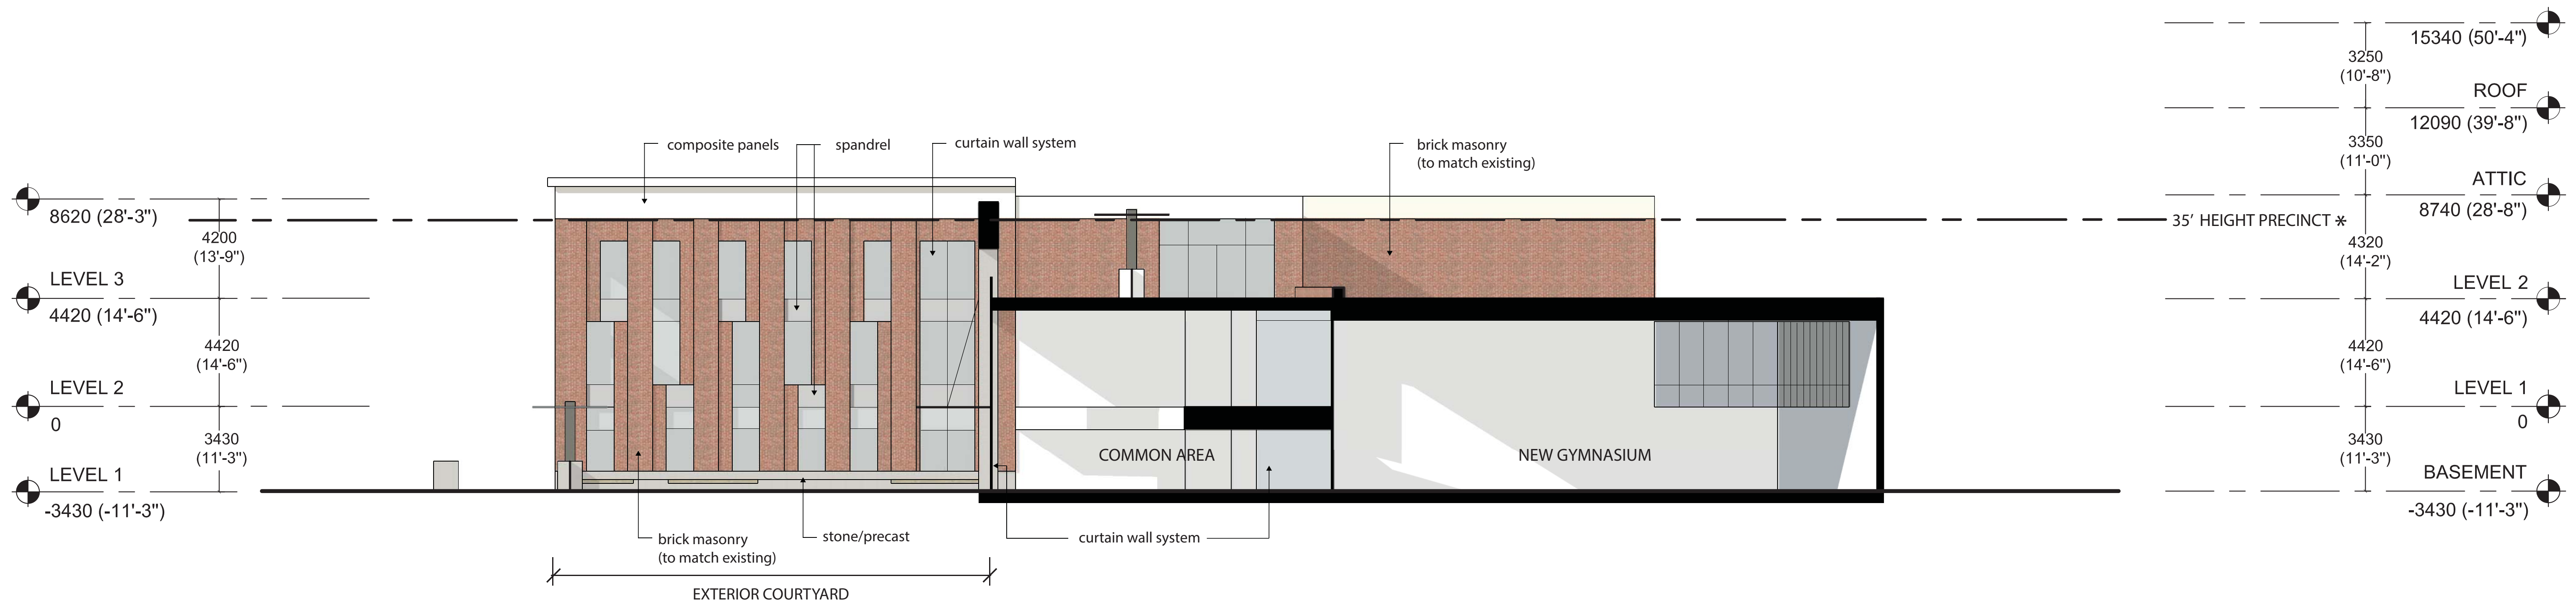 15340 (50'-4")
3250
(10'-8")
ROOF
12090 (39'-8")
3350
(11'-0")
ATTIC
8740 (28'-8")
35' HEIGHT PRECINCT *
4320
(14'-2")
LEVEL 2
4420 (14'-6")
4420
(14'-6")
LEVEL 1
0
3430
(11'-3")
BASEMENT
-3430 (-11'-3")
8620 (28'-3")
4200
(13'-9")
LEVEL 3
4420 (14'-6")
4420
(14'-6")
LEVEL 2
0
3430
(11'-3")
LEVEL 1
-3430 (-11'-3")
composite panels
spandrel
curtain wall system
brick masonry
(to match existing)
COMMON AREA
NEW GYMNASIUM
brick masonry
(to match existing)
stone/precast
curtain wall system
EXTERIOR COURTYARD